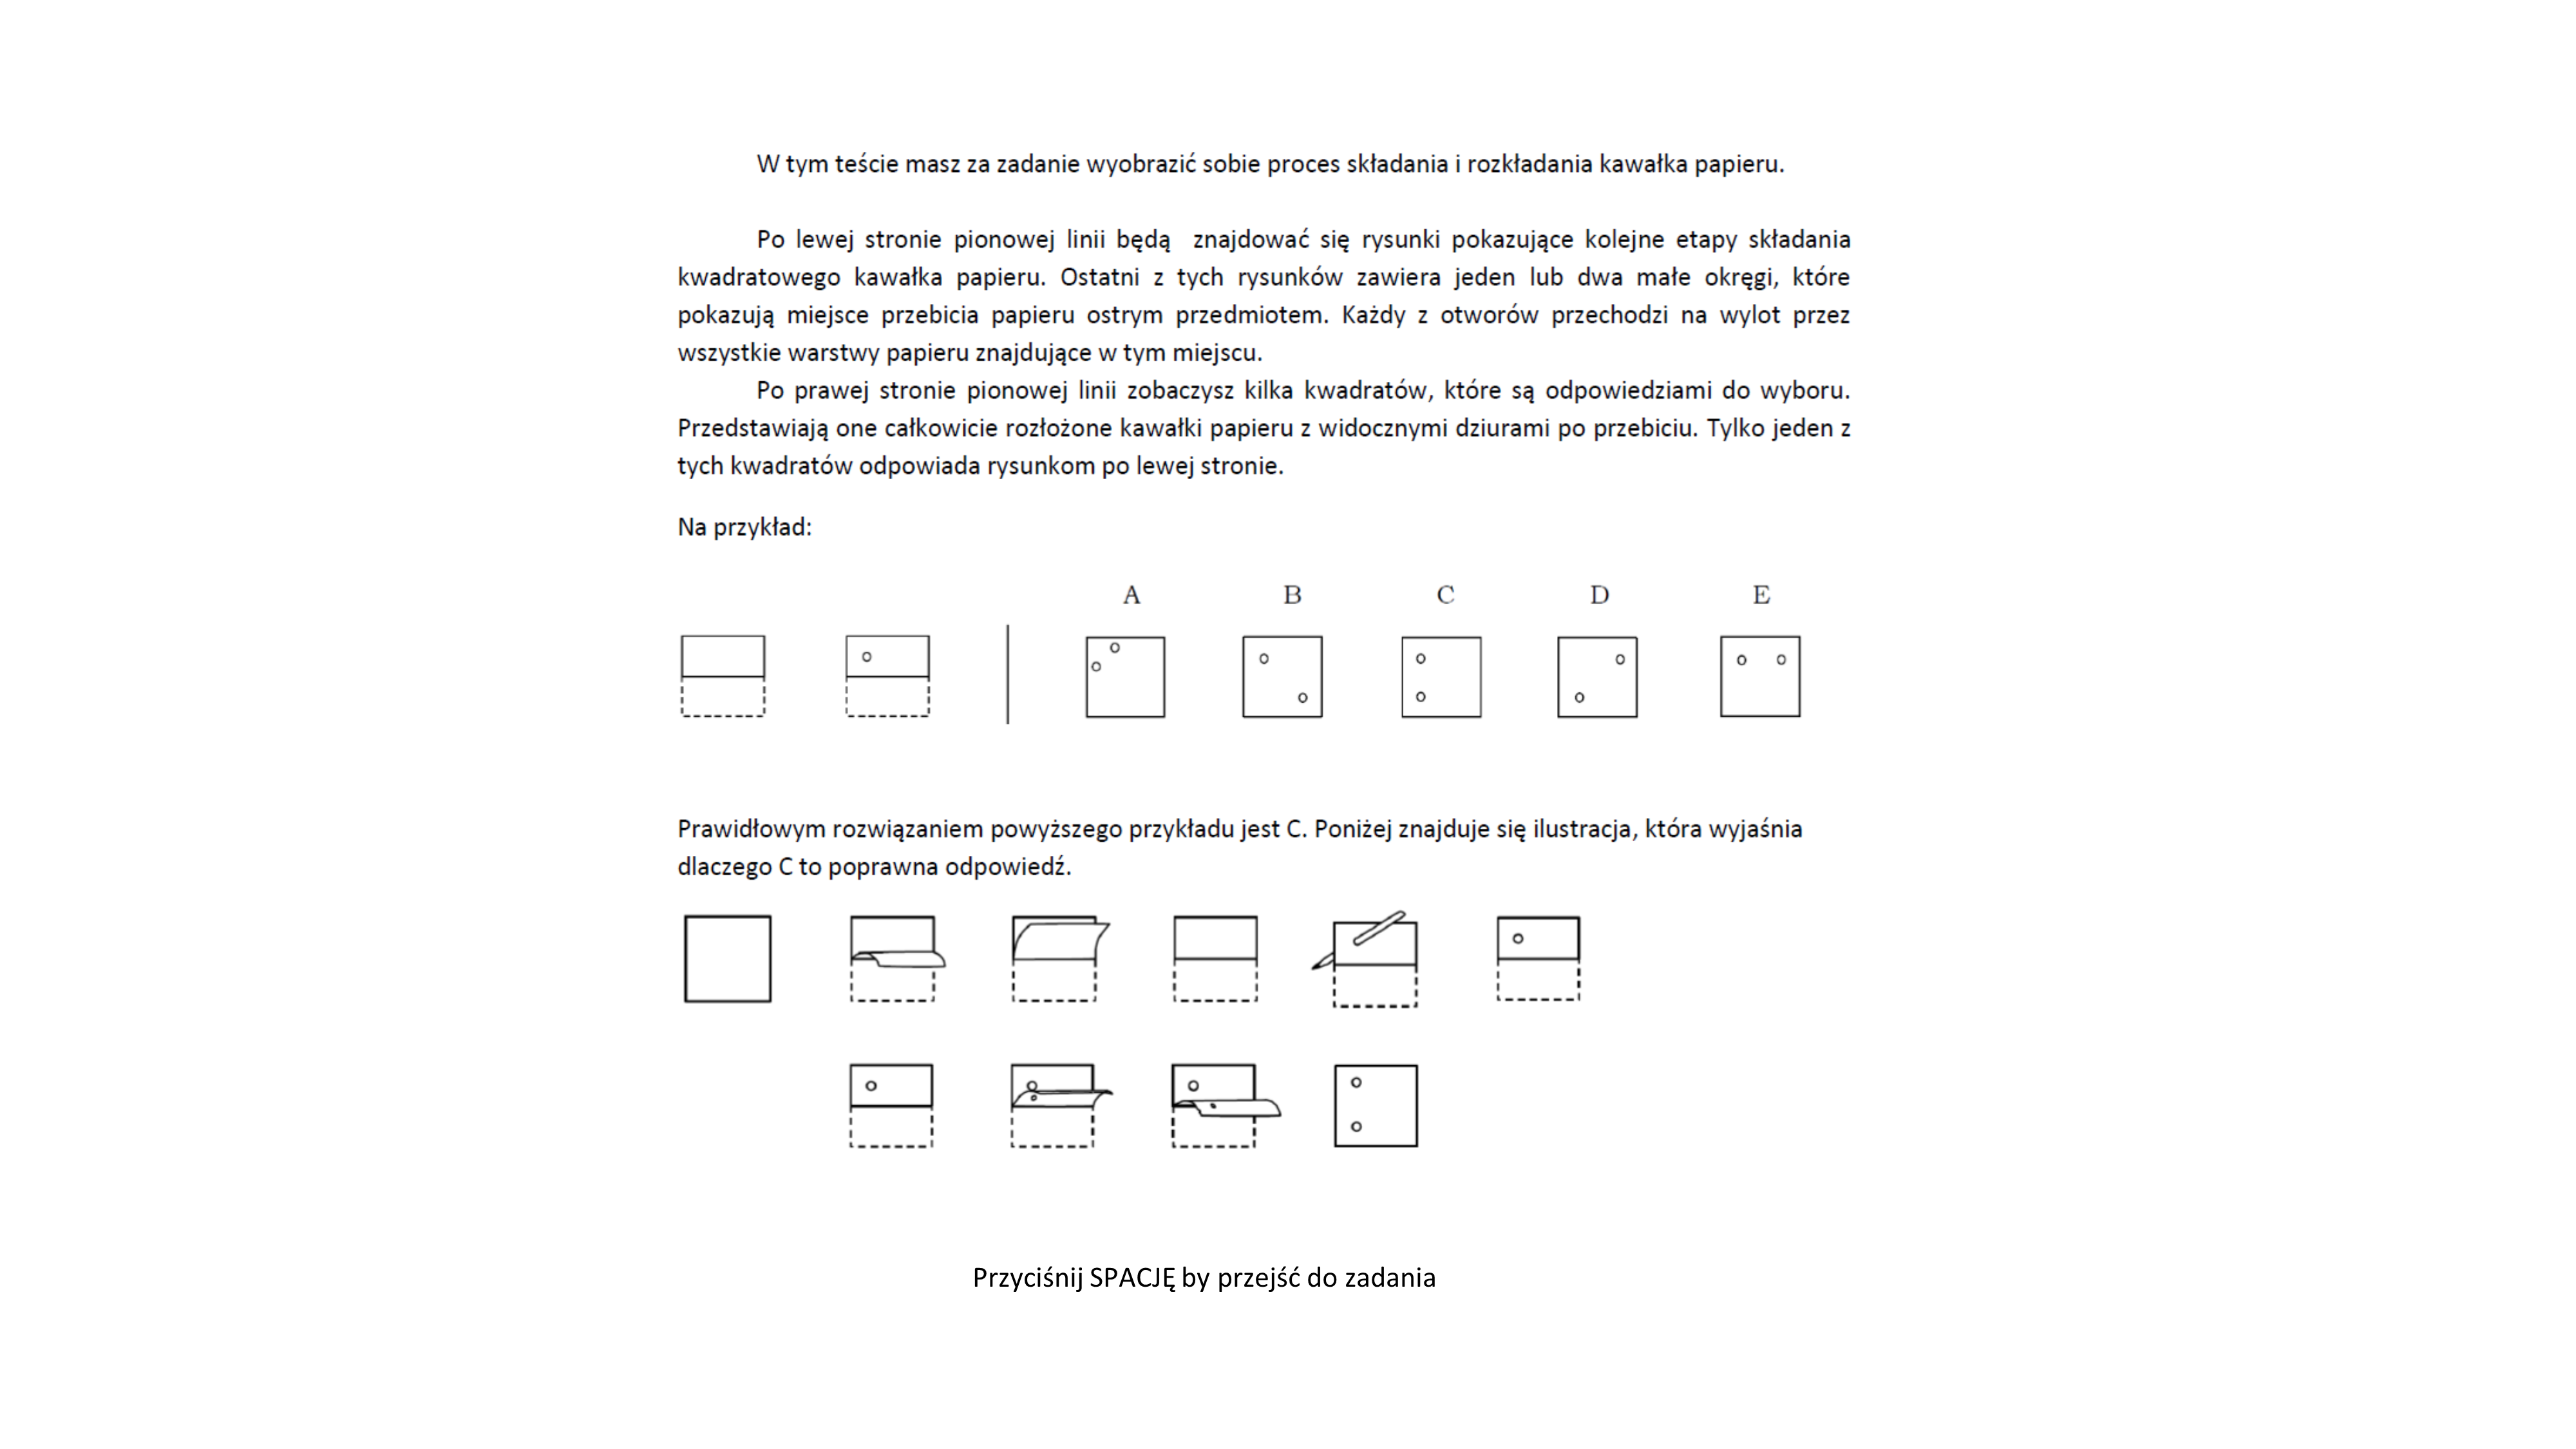 W tym teście masz za zadanie wyobrazić sobie proces składania i rozkładania kawałka papieru.
Po lewej stronie pionowej linii będą znajdować się rysunki pokazujące kolejne etapy składania
kwadratowego kawałka papieru. Ostatni z tych rysunków zawiera jeden lub dwa małe okręgi, które
pokazują miejsce przebicia papieru ostrym przedmiotem. Każdy z otworów przechodzi na wylot przez
wszystkie warstwy papieru znajdujące w tym miejscu.
Po prawej stronie pionowej linii zobaczysz kilka kwadratów, które są odpowiedziami do wyboru.
Przedstawiają one całkowicie rozłożone kawałki papieru z widocznymi dziurami po przebiciu. Tylko jeden z
tych kwadratów odpowiada rysunkom po lewej stronie.
Na przykład:
A B C D E
Prawidłowym rozwiązaniem powyższego przykładu jest C. Poniżej znajduje się ilustracja, która wyjaśnia
dlaczego C to poprawna odpowiedź.
Przyciśnij SPACJĘ by przejść do zadania